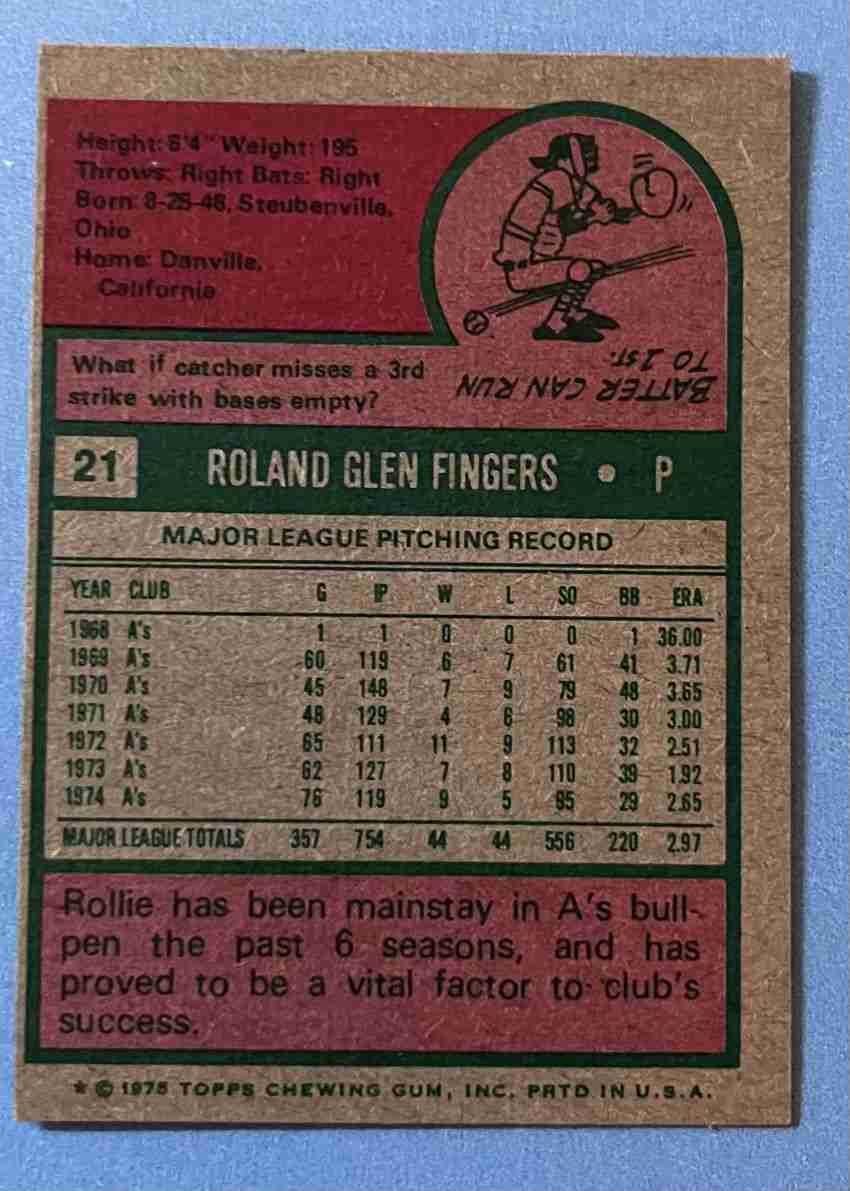 Height: 6'4" Weight: 195
Throws: Right Bats: Right
Born: 8-25-46, Steubenville,
Ohio
Home: Danville,
California
What if catcher misses a 3rd
strike with bases empty?
BATTER CAN RUN
TO 1ST.
21 ROLAND GLEN FINGERS • P
MAJOR LEAGUE PITCHING RECORD
YEAR CLUB G IP W L SO BB ERA
1968 A's 1 1 0 0 0 1 36.00
1969 A's 60 119 6 7 61 41 3.71
1970 A's 45 148 7 9 79 48 3.65
1971 A's 48 129 4 6 98 30 3.00
1972 A's 65 111 11 9 113 32 2.51
1973 A's 62 127 7 8 110 39 1.92
1974 A's 76 119 9 5 95 29 2.65
MAJOR LEAGUE TOTALS 357 754 44 44 556 220 2.97
Rollie has been mainstay in A's bull-
pen the past 6 seasons, and has
proved to be a vital factor to club's
success.
* © 1975 TOPPS CHEWING GUM, INC. PRTD IN U.S.A.